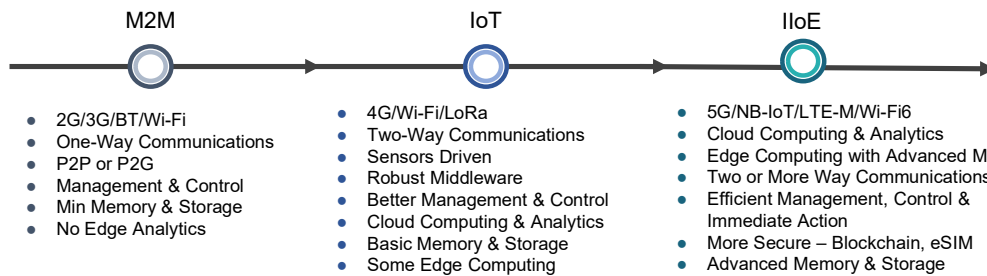 M2M
IoT
IIoE
2G/3G/BT/Wi-Fi
One-Way Communications
P2P or P2G
Management & Control
Min Memory & Storage
No Edge Analytics
4G/Wi-Fi/LoRa
Two-Way Communications
Sensors Driven
Robust Middleware
Better Management & Control
Cloud Computing & Analytics
Basic Memory & Storage
Some Edge Computing
5G/NB-IoT/LTE-M/Wi-Fi6
Cloud Computing & Analytics
Edge Computing with Advanced M
Two or More Way Communications
Efficient Management, Control &
Immediate Action
More Secure – Blockchain, eSIM
Advanced Memory & Storage